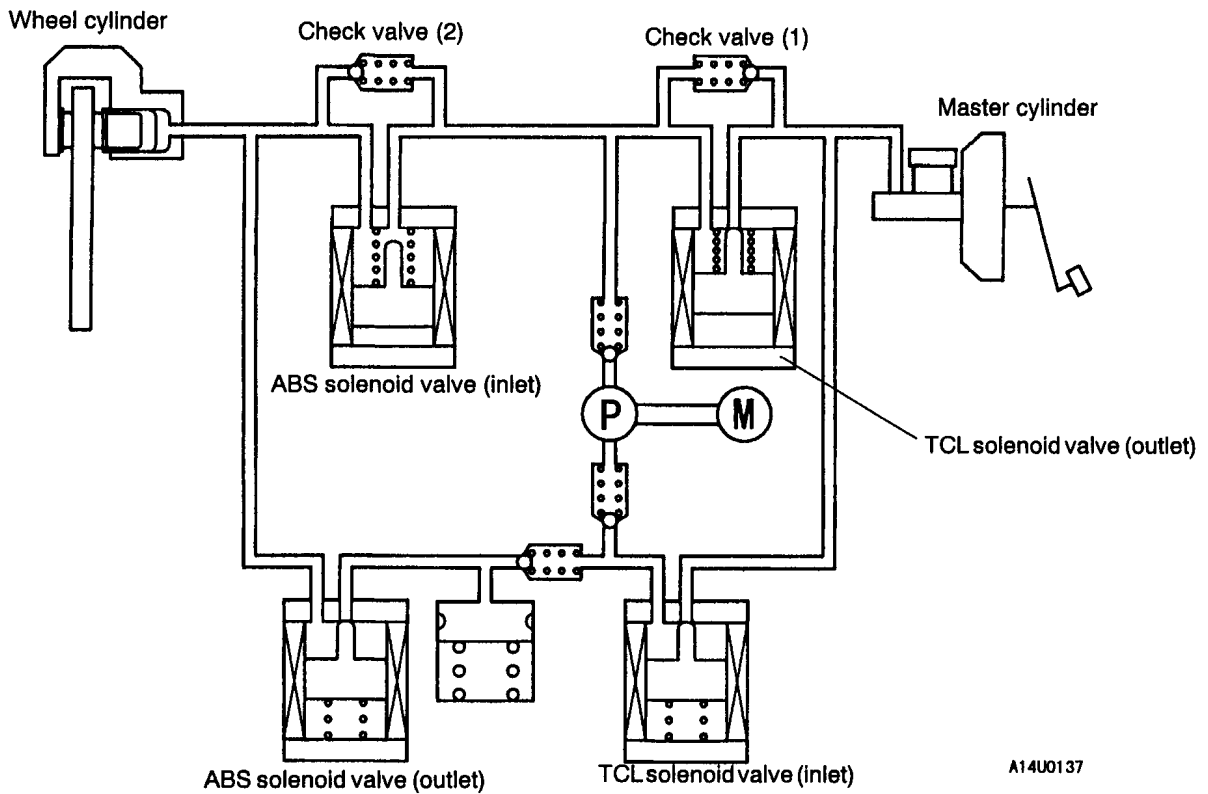 Wheel cylinder
Check valve (2)
Check valve (1)
Master cylinder
ABS solenoid valve (inlet)
P
M
TCL solenoid valve (outlet)
ABS solenoid valve (outlet)
TCL solenoid valve (inlet)
A14U0137